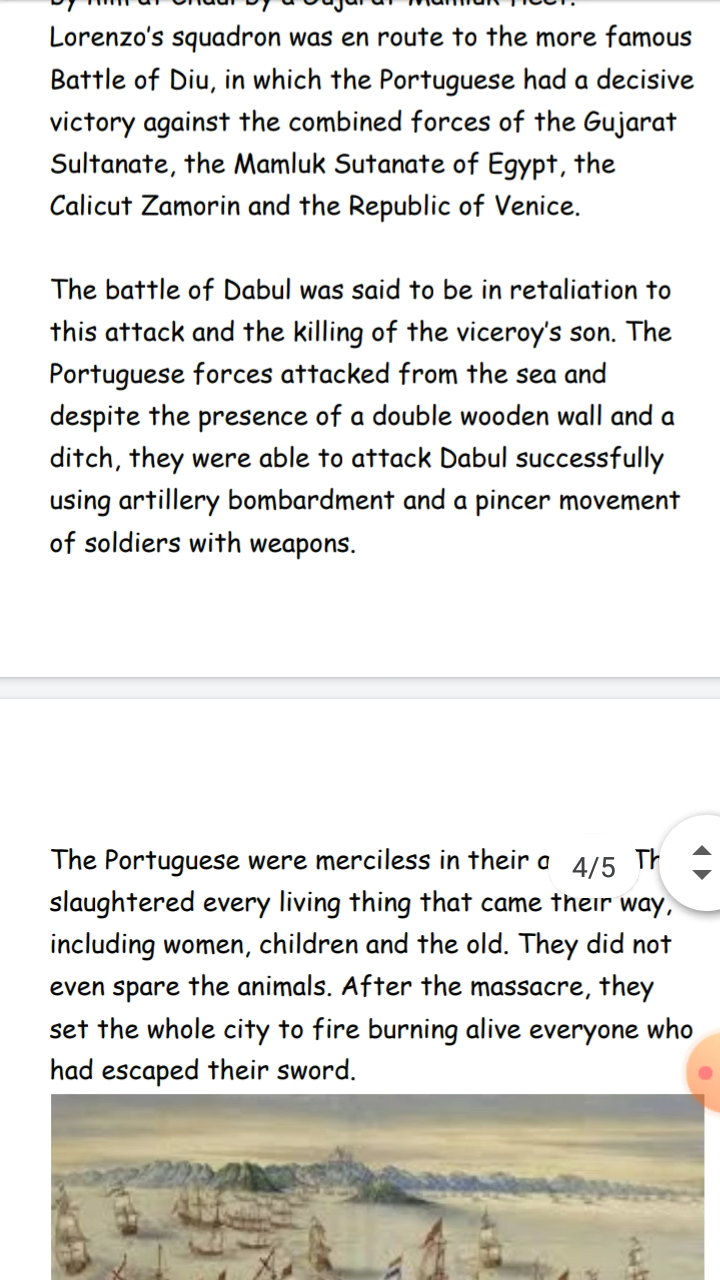 Lorenzo's squadron was en route to the more famous
Battle of Diu, in which the Portuguese had a decisive
victory against the combined forces of the Gujarat
Sultanate, the Mamluk Sutanate of Egypt, the
Calicut Zamorin and the Republic of Venice.
The battle of Dabul was said to be in retaliation to
this attack and the killing of the viceroy's son. The
Portuguese forces attacked from the sea and
despite the presence of a double wooden wall and a
ditch, they were able to attack Dabul successfully
using artillery bombardment and a pincer movement
of soldiers with weapons.
The Portuguese were merciless in their 4/5
slaughtered every living thing that came their way,
including women, children and the old. They did not
even spare the animals. After the massacre, they
set the whole city to fire burning alive everyone who
had escaped their sword.